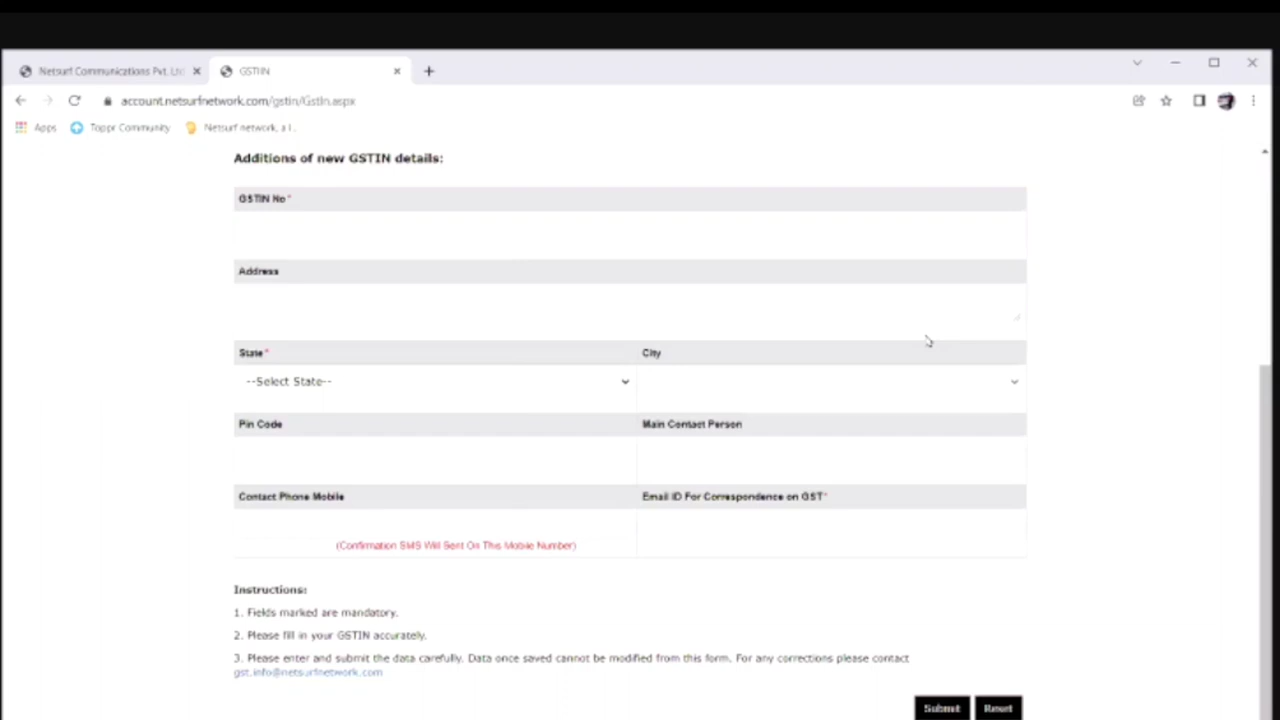 Netsurf Communications Pvt. Ltd
GSTIIN
account.netsurfnetwork.com/gstin/GstIn.aspx
Apps
Toppr Community
Netsurf network, a l..
Additions of new GSTIN details:
GSTIN No *
Address
State *
City
--Select State--
Pin Code
Main Contact Person
Contact Phone Mobile
Email ID For Correspondence on GST *
(Confirmation SMS Will Sent On This Mobile Number)
Instructions:
1. Fields marked are mandatory.
2. Please fill in your GSTIN accurately.
3. Please enter and submit the data carefully. Data once saved cannot be modified from this form. For any corrections please contact
gst.info@netsurfnetwork.com
Submit
Reset